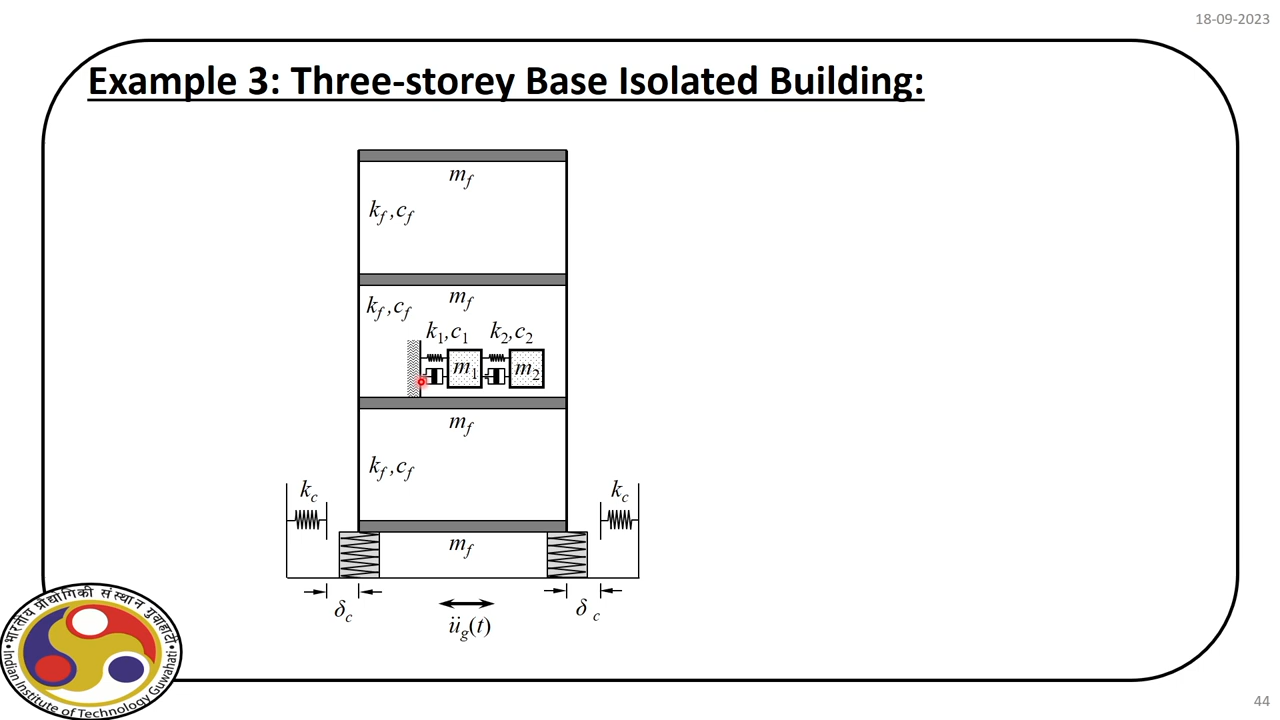 18-09-2023
Example 3: Three-storey Base Isolated Building:
m_f
k_f,c_f
m_f
k_f,c_f
k_1,c_1 k_2,c_2
m_1 m_2
m_f
k_f,c_f
k_c k_c
m_f
δ_c δ_c
ü_g(t)
भारतीय प्रौद्योगिकी संस्थान गुवाहाटी
Indian Institute of Technology Guwahati
44